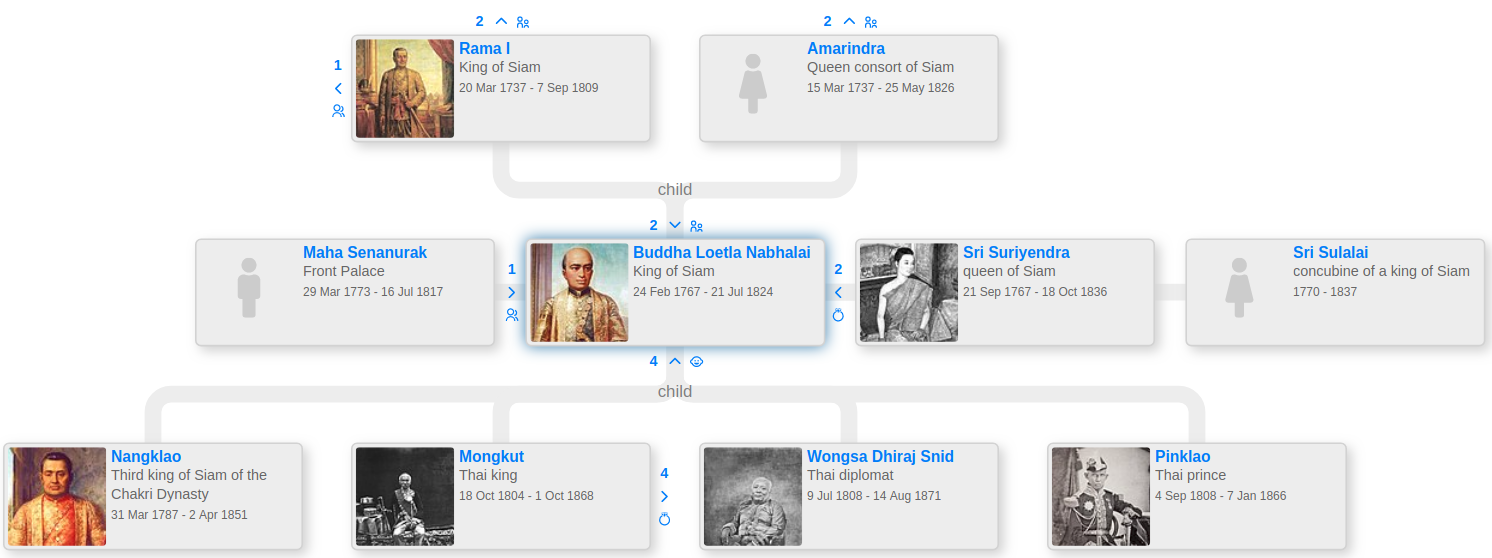 2
2
Rama I
King of Siam
20 Mar 1737 - 7 Sep 1809
1
Amarindra
Queen consort of Siam
15 Mar 1737 - 25 May 1826
child
2
Maha Senanurak
Front Palace
29 Mar 1773 - 16 Jul 1817
1
Buddha Loetla Nabhalai
King of Siam
24 Feb 1767 - 21 Jul 1824
2
Sri Suriyendra
queen of Siam
21 Sep 1767 - 18 Oct 1836
Sri Sulalai
concubine of a king of Siam
1770 - 1837
4
child
Nangklao
Third king of Siam of the
Chakri Dynasty
31 Mar 1787 - 2 Apr 1851
Mongkut
Thai king
18 Oct 1804 - 1 Oct 1868
4
Wongsa Dhiraj Snid
Thai diplomat
9 Jul 1808 - 14 Aug 1871
Pinklao
Thai prince
4 Sep 1808 - 7 Jan 1866